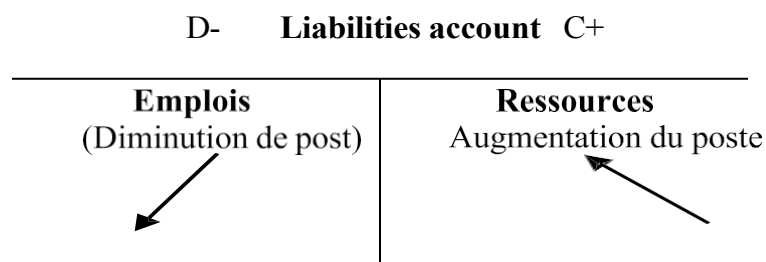 D- Liabilities account C+
Emplois Ressources
(Diminution de post) Augmentation du poste